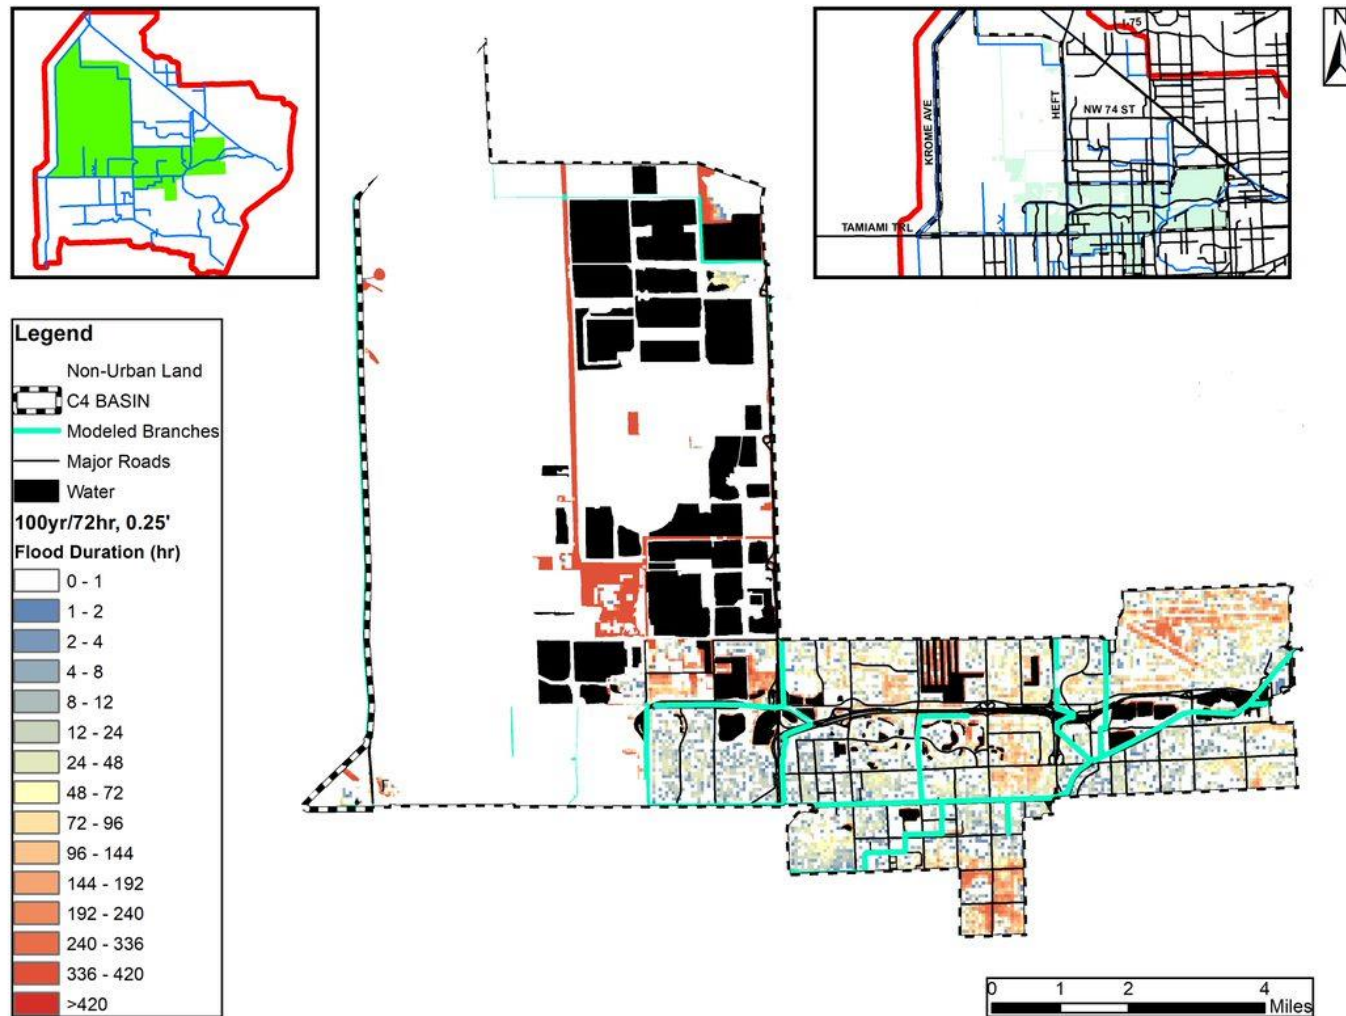 I-75
N
KROME AVE
HEFT
NW 74 ST
TAMIAMI TRL
Legend
Non-Urban Land
C4 BASIN
Modeled Branches
Major Roads
Water
100yr/72hr, 0.25'
Flood Duration (hr)
0 - 1
1 - 2
2 - 4
4 - 8
8 - 12
12 - 24
24 - 48
48 - 72
72 - 96
96 - 144
144 - 192
192 - 240
240 - 336
336 - 420
>420
0 1 2 4
Miles